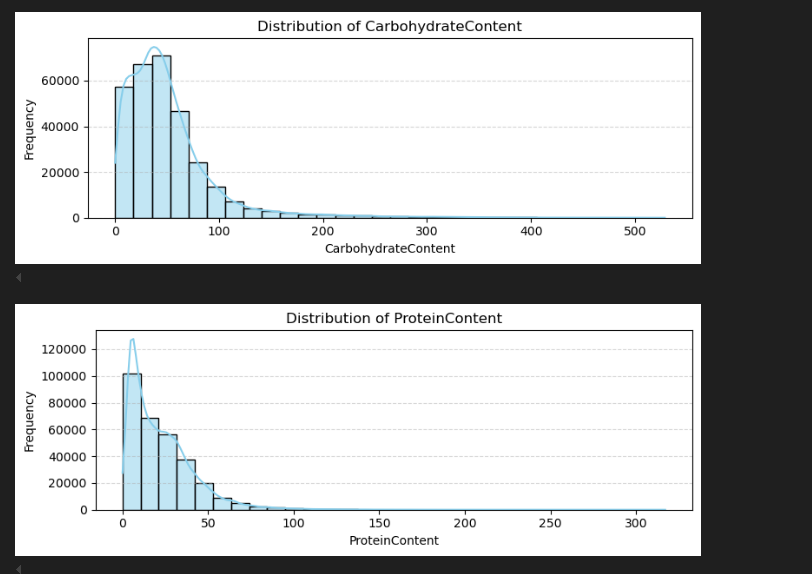 Distribution of CarbohydrateContent
60000
40000
20000
0
Frequency
0 100 200 300 400 500
CarbohydrateContent
Distribution of ProteinContent
120000
100000
80000
60000
40000
20000
0
Frequency
0 50 100 150 200 250 300
ProteinContent